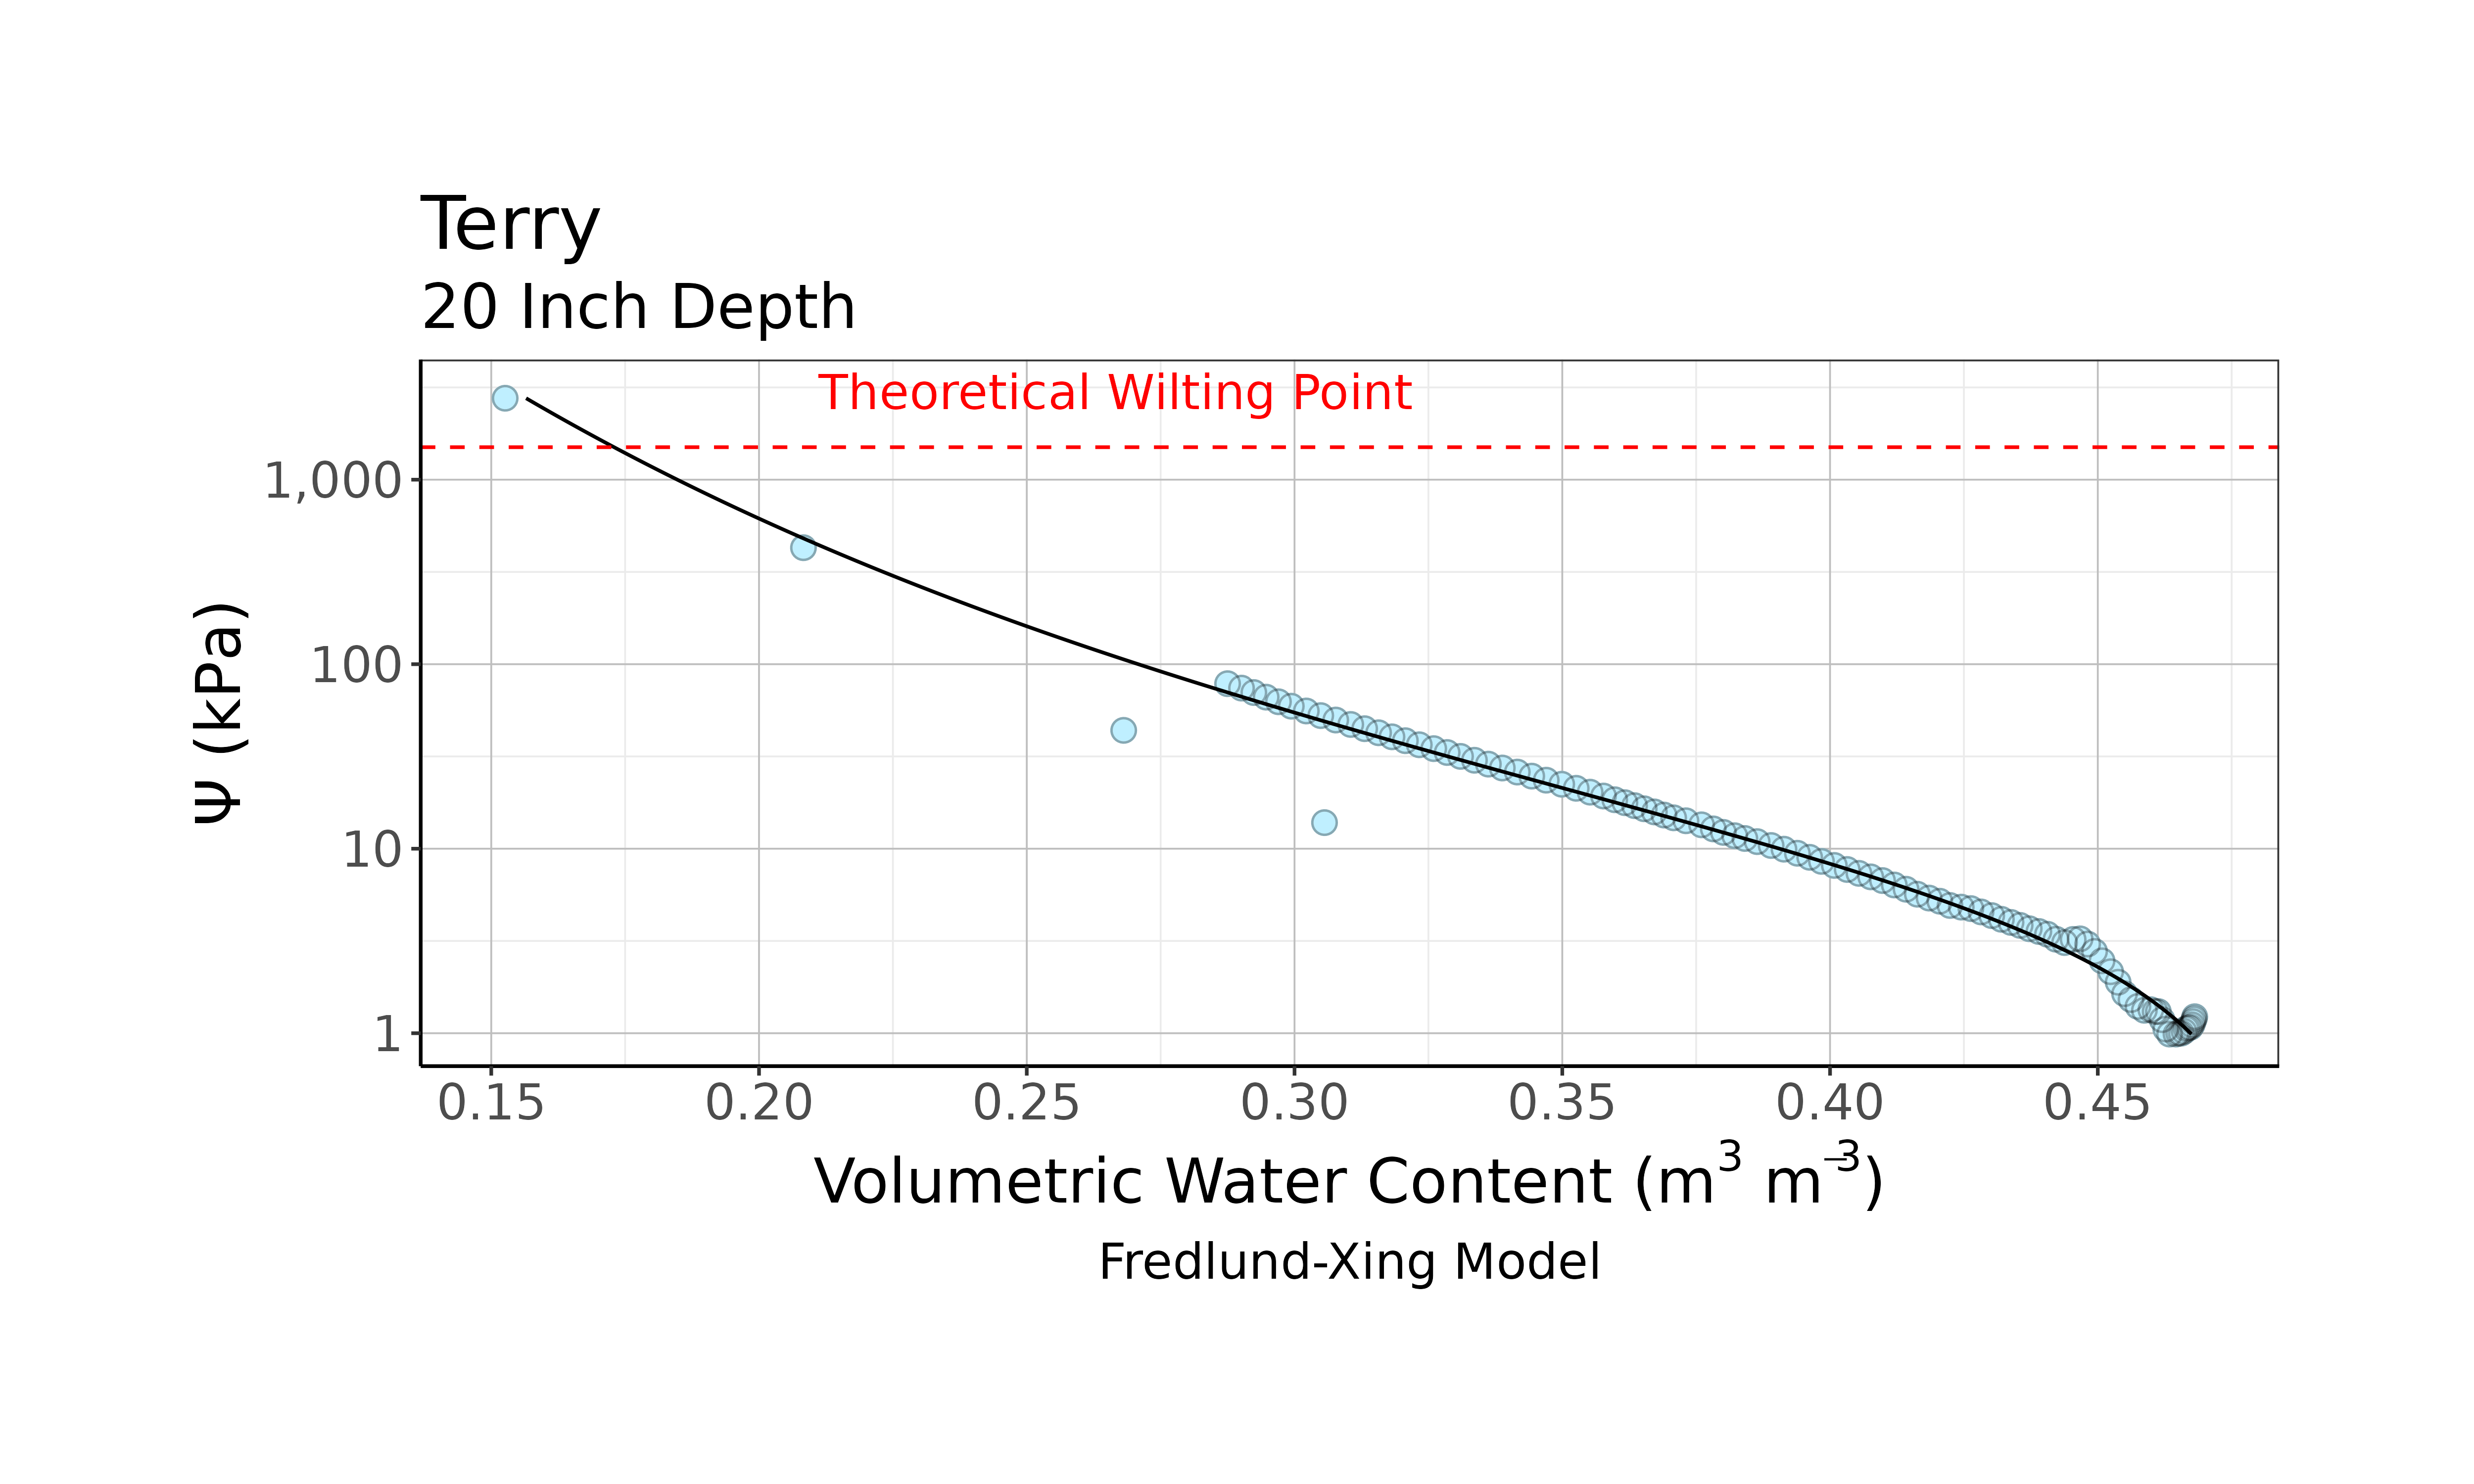 Terry
20 Inch Depth
Theoretical Wilting Point
1,000
100
10
1
Ψ (kPa)
0.15 0.20 0.25 0.30 0.35 0.40 0.45
Volumetric Water Content (m³ m⁻³)
Fredlund-Xing Model